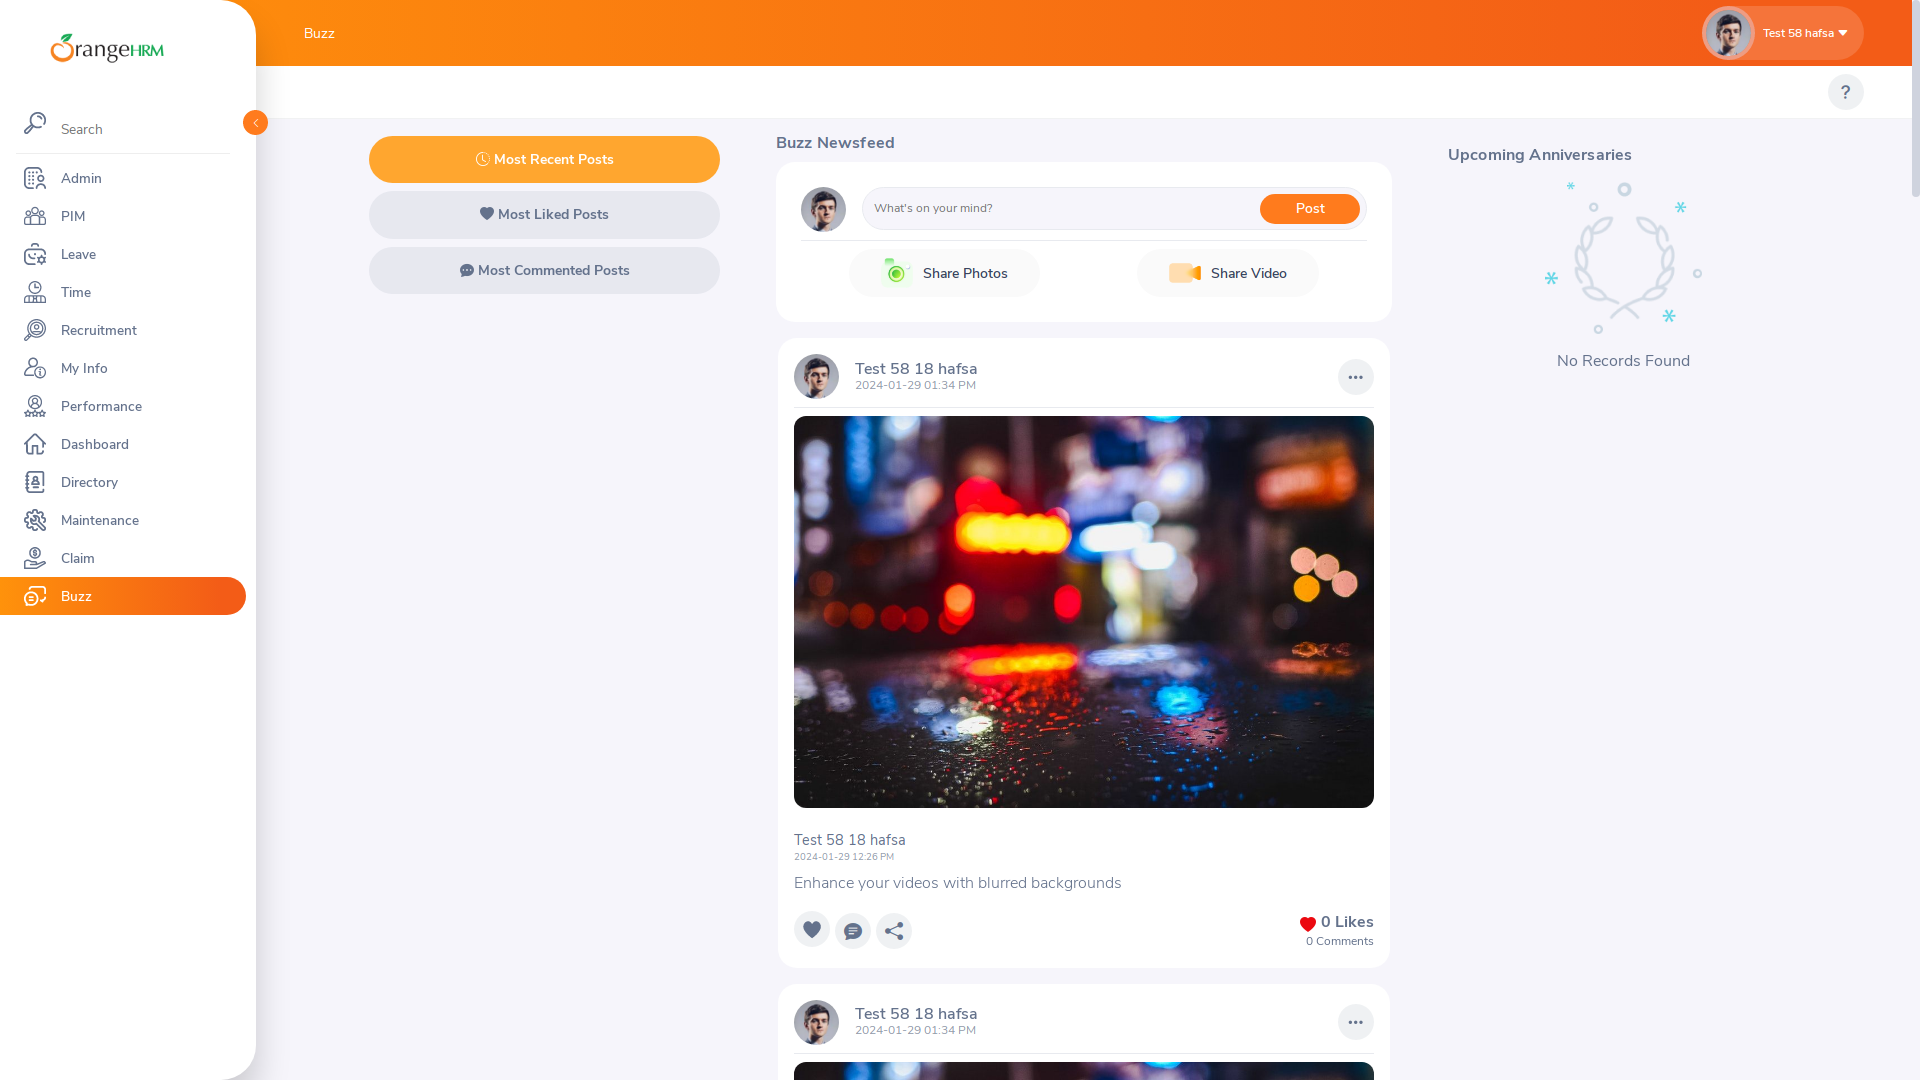 OrangeHRM
Search
Admin
PIM
Leave
Time
Recruitment
My Info
Performance
Dashboard
Directory
Maintenance
Claim
Buzz
Buzz
Test 58 hafsa
?
Most Recent Posts
Most Liked Posts
Most Commented Posts
Buzz Newsfeed
What's on your mind?
Post
Share Photos
Share Video
Test 58 18 hafsa
2024-01-29 01:34 PM
Test 58 18 hafsa
2024-01-29 12:26 PM
Enhance your videos with blurred backgrounds
0 Likes
0 Comments
Test 58 18 hafsa
2024-01-29 01:34 PM
Upcoming Anniversaries
No Records Found